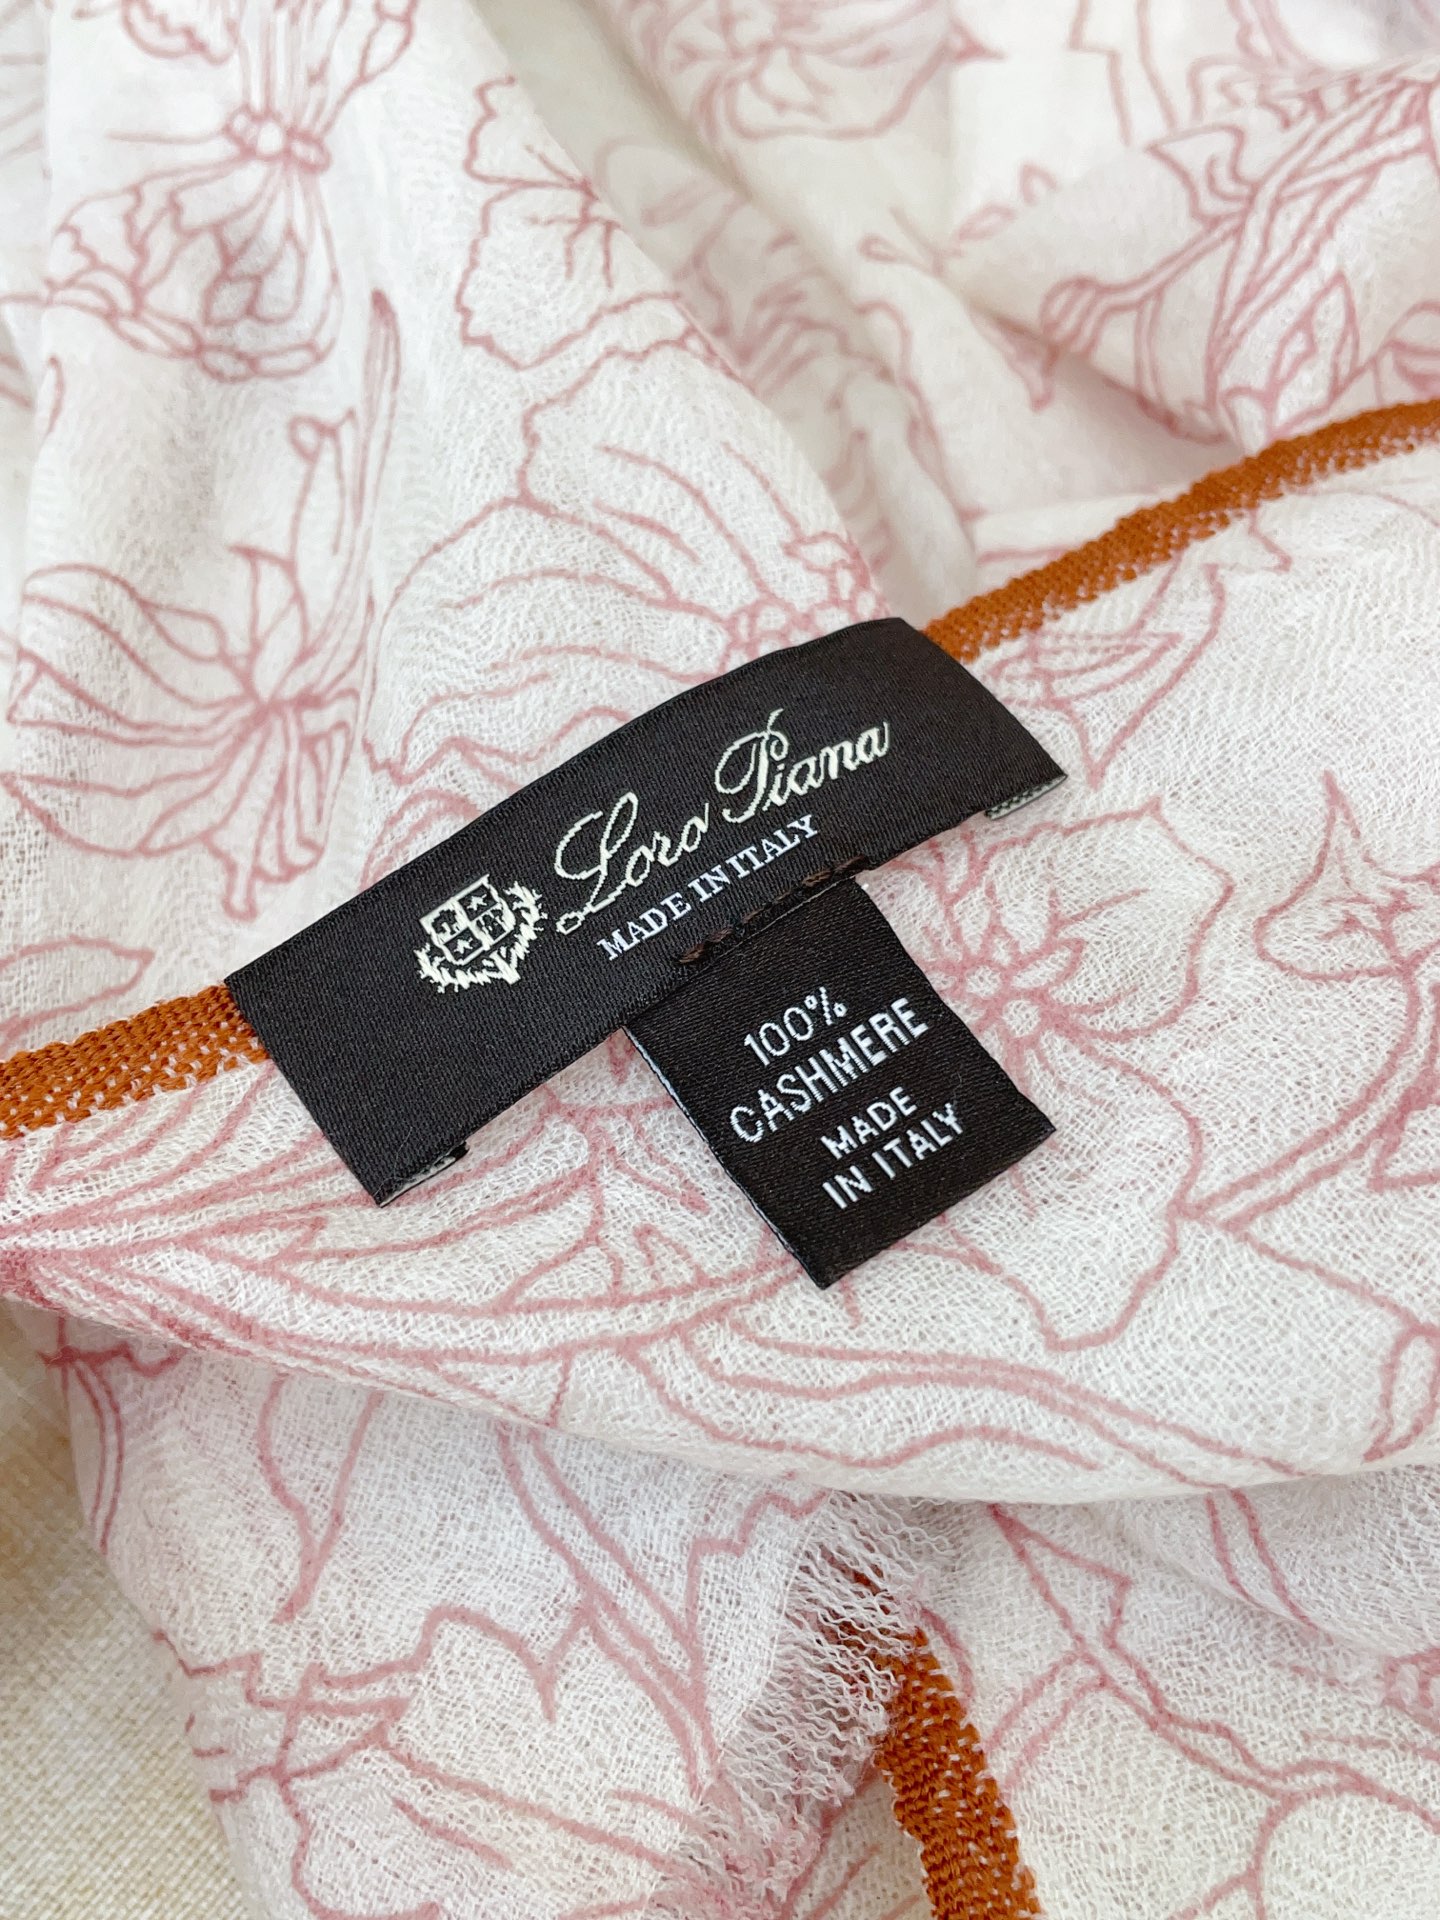 Loro Piana
MADE IN ITALY
100%
CASHMERE
MADE
IN ITALY